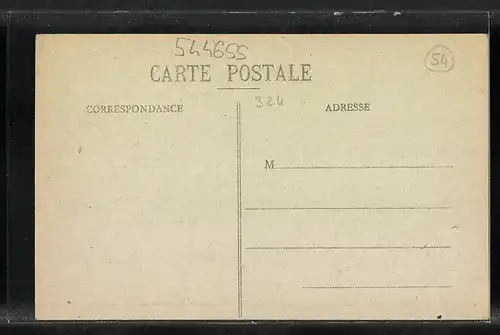 544655
54
CARTE POSTALE
324
CORRESPONDANCE
ADRESSE
M